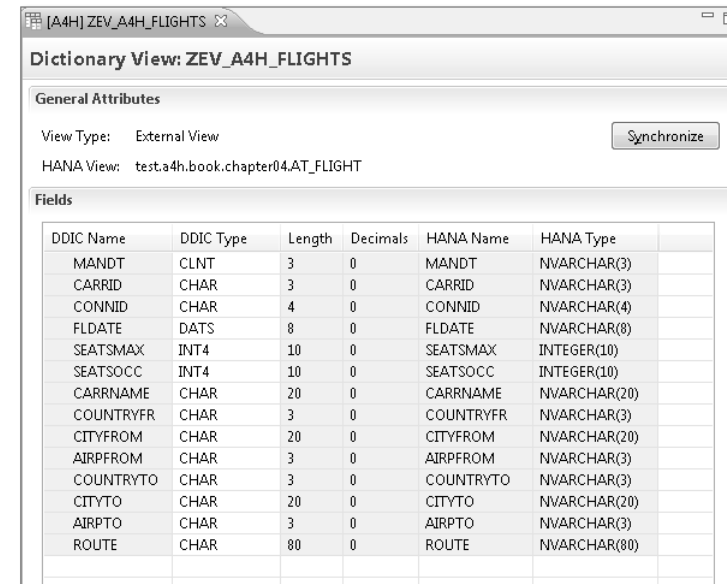 [A4H] ZEV_A4H_FLIGHTS
Dictionary View: ZEV_A4H_FLIGHTS
General Attributes
View Type: External View
Synchronize
HANA View: test.a4h.book.chapter04.AT_FLIGHT
Fields
DDIC Name DDIC Type Length Decimals HANA Name HANA Type
MANDT CLNT 3 0 MANDT NVARCHAR(3)
CARRID CHAR 3 0 CARRID NVARCHAR(3)
CONNID CHAR 4 0 CONNID NVARCHAR(4)
FLDATE DATS 8 0 FLDATE NVARCHAR(8)
SEATSMAX INT4 10 0 SEATSMAX INTEGER(10)
SEATSOCC INT4 10 0 SEATSOCC INTEGER(10)
CARRNAME CHAR 20 0 CARRNAME NVARCHAR(20)
COUNTRYFR CHAR 3 0 COUNTRYFR NVARCHAR(3)
CITYFROM CHAR 20 0 CITYFROM NVARCHAR(20)
AIRPFROM CHAR 3 0 AIRPFROM NVARCHAR(3)
COUNTRYTO CHAR 3 0 COUNTRYTO NVARCHAR(3)
CITYTO CHAR 20 0 CITYTO NVARCHAR(20)
AIRPTO CHAR 3 0 AIRPTO NVARCHAR(3)
ROUTE CHAR 80 0 ROUTE NVARCHAR(80)